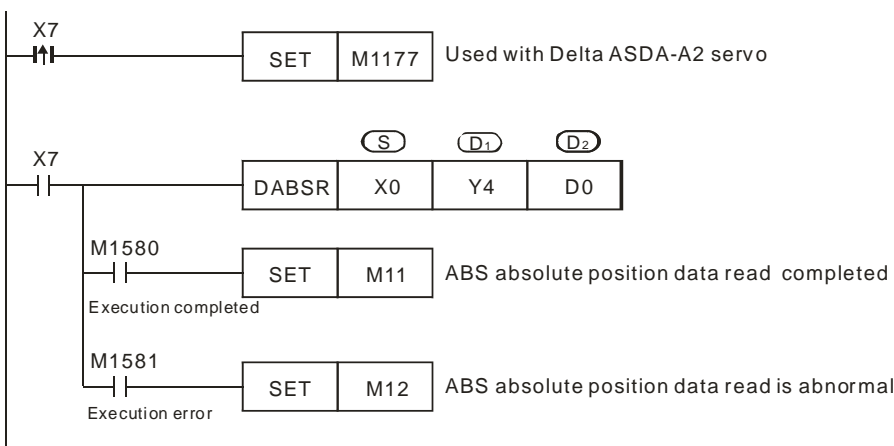 X7
SET M1177 Used with Delta ASDA-A2 servo
S D1 D2
X7
DABSR X0 Y4 D0
M1580
SET M11 ABS absolute position data read completed
Execution completed
M1581
SET M12 ABS absolute position data read is abnormal
Execution error